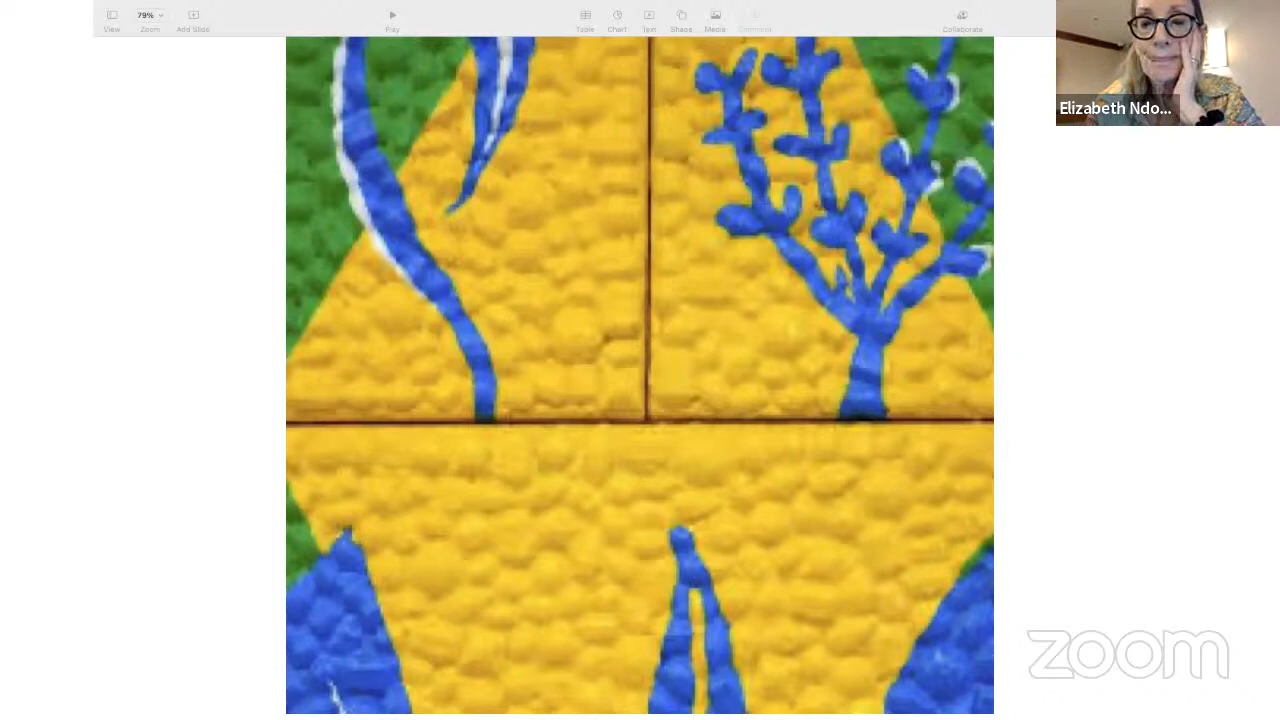 79%
View
Zoom
Add Slide
Play
Table
Chart
Text
Shape
Media
Comment
Collaborate
Elizabeth Ndo...
zoom